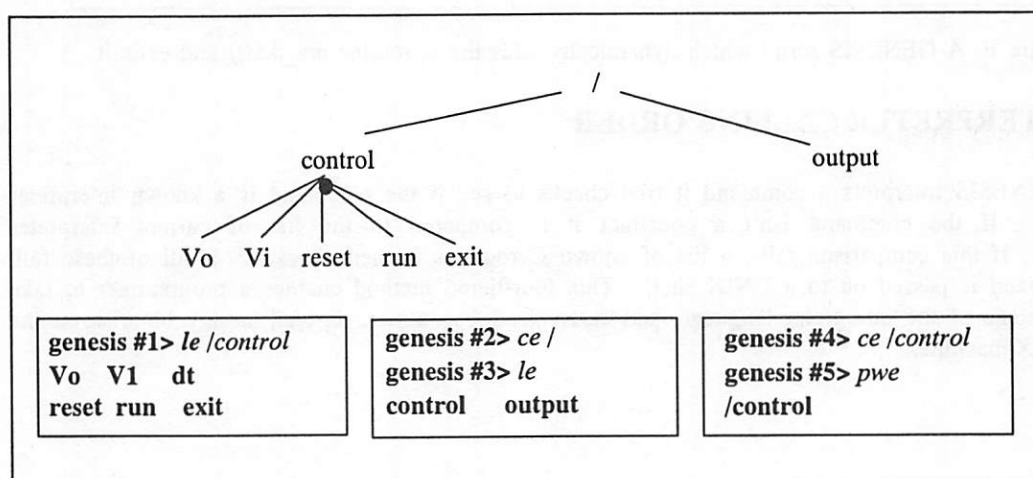 /
control output
Vo Vi reset run exit
genesis #1> le /control
Vo V1 dt
reset run exit
genesis #2> ce /
genesis #3> le
control output
genesis #4> ce /control
genesis #5> pwe
/control